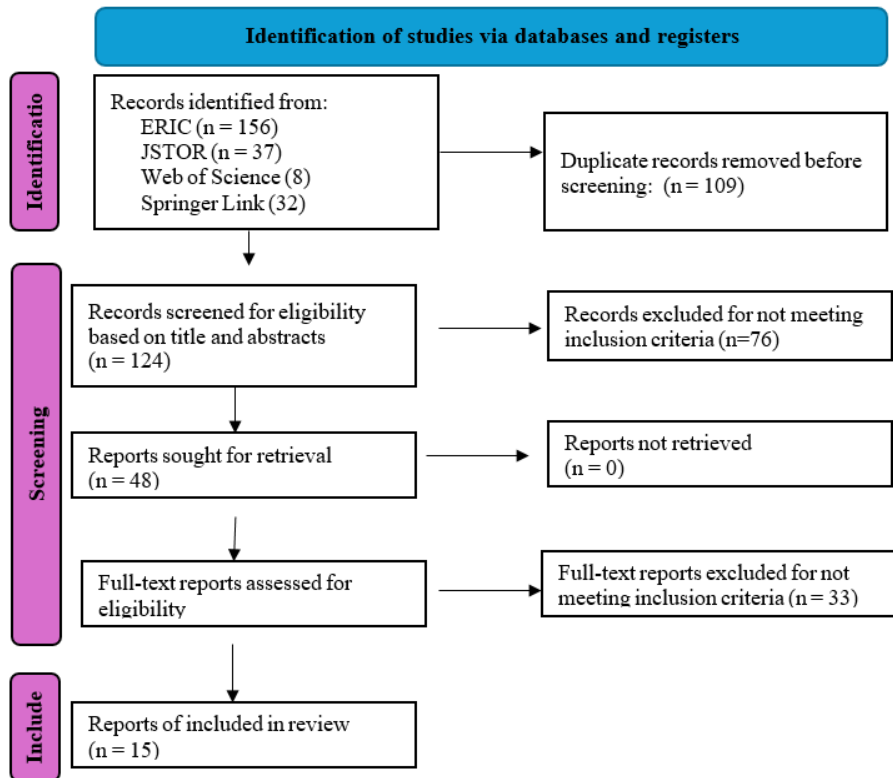 Identification of studies via databases and registers
Identificatio
Records identified from:
ERIC (n = 156)
JSTOR (n = 37)
Web of Science (8)
Springer Link (32)
Duplicate records removed before
screening:  (n = 109)
Screening
Records screened for eligibility
based on title and abstracts
(n = 124)
Records excluded for not meeting
inclusion criteria (n=76)
Reports sought for retrieval
(n = 48)
Reports not retrieved
(n = 0)
Full-text reports assessed for
eligibility
Full-text reports excluded for not
meeting inclusion criteria (n = 33)
Include
Reports of included in review
(n = 15)